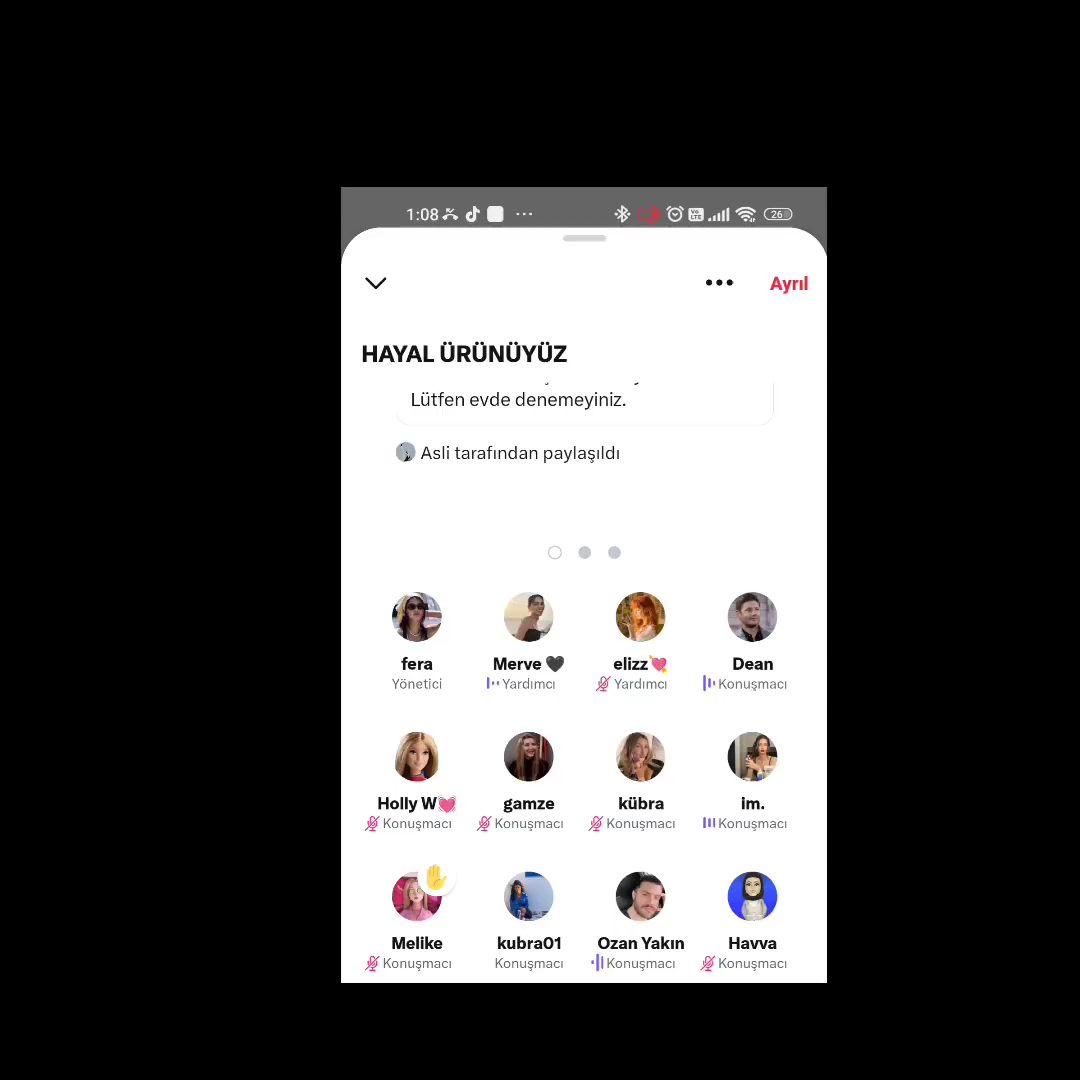 1:08
26
Ayrıl
HAYAL ÜRÜNÜYÜZ
Lütfen evde denemeyiniz.
Asli tarafından paylaşıldı
fera Merve🖤 elizz💘 Dean
Yönetici Yardımcı Yardımcı Konuşmacı
Holly W💓 gamze kübra im.
Konuşmacı Konuşmacı Konuşmacı Konuşmacı
Melike kubra01 Ozan Yakın Havva
Konuşmacı Konuşmacı Konuşmacı Konuşmacı